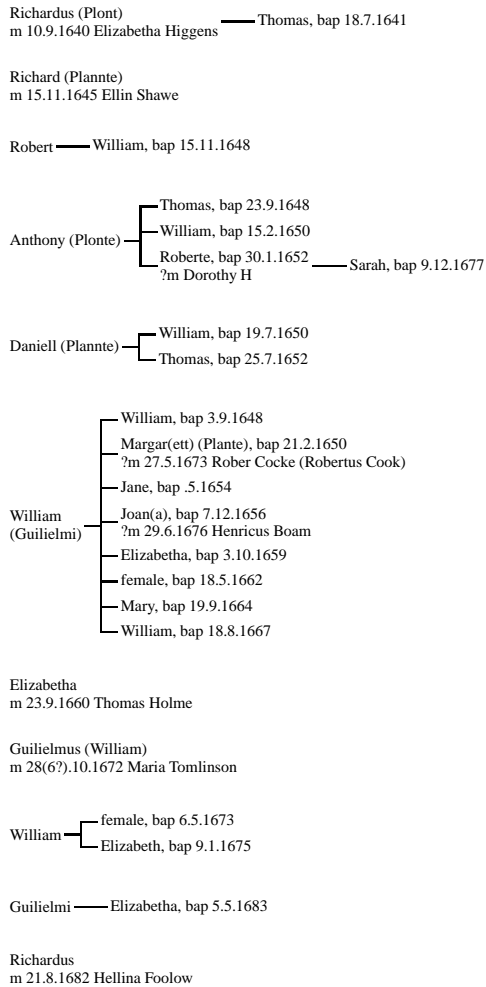 Richardus (Plont)
m 10.9.1640 Elizabetha Higgens
Thomas, bap 18.7.1641
Richard (Plannte)
m 15.11.1645 Ellin Shawe
Robert
William, bap 15.11.1648
Anthony (Plonte)
Thomas, bap 23.9.1648
William, bap 15.2.1650
Roberte, bap 30.1.1652
?m Dorothy H
Sarah, bap 9.12.1677
Daniell (Plannte)
William, bap 19.7.1650
Thomas, bap 25.7.1652
William
(Guilielmi)
William, bap 3.9.1648
Margar(ett) (Plante), bap 21.2.1650
?m 27.5.1673 Rober Cocke (Robertus Cook)
Jane, bap .5.1654
Joan(a), bap 7.12.1656
?m 29.6.1676 Henricus Boam
Elizabetha, bap 3.10.1659
female, bap 18.5.1662
Mary, bap 19.9.1664
William, bap 18.8.1667
Elizabetha
m 23.9.1660 Thomas Holme
Guilielmus (William)
m 28(6?).10.1672 Maria Tomlinson
William
female, bap 6.5.1673
Elizabeth, bap 9.1.1675
Guilielmi
Elizabetha, bap 5.5.1683
Richardus
m 21.8.1682 Hellina Foolow